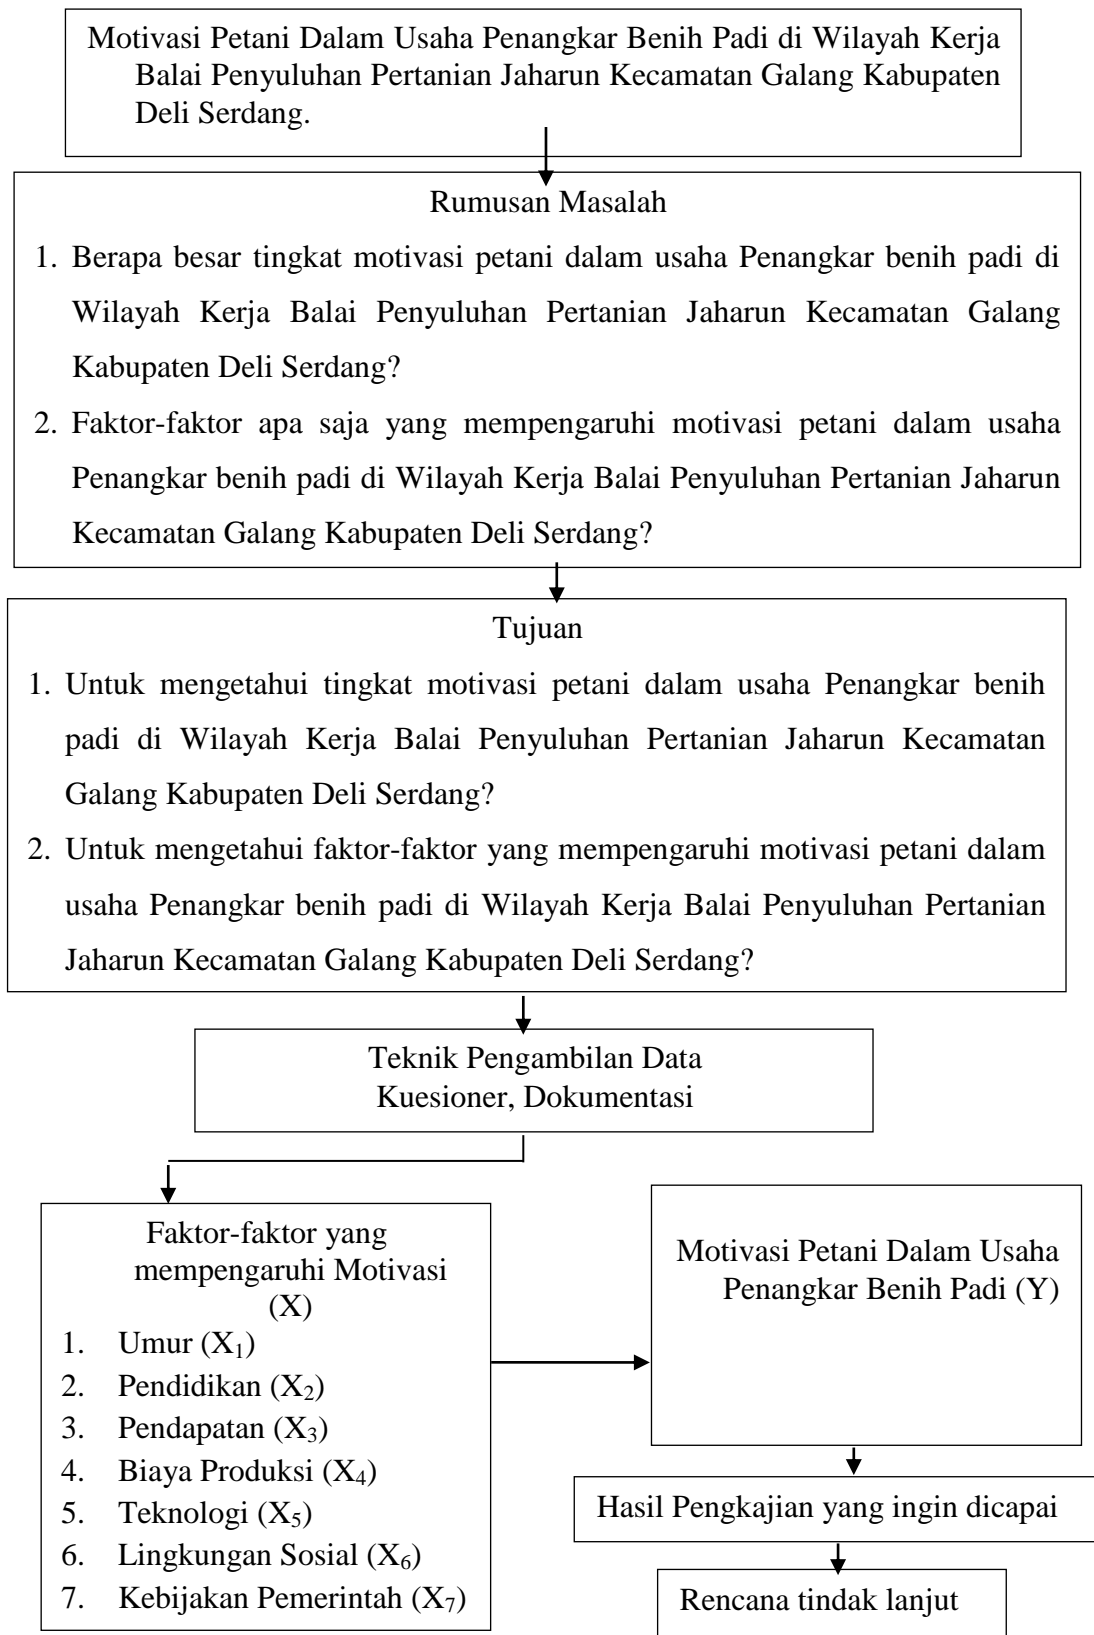 Motivasi Petani Dalam Usaha Penangkar Benih Padi di Wilayah Kerja
Balai Penyuluhan Pertanian Jaharun Kecamatan Galang Kabupaten
Deli Serdang.
Rumusan Masalah
1. Berapa besar tingkat motivasi petani dalam usaha Penangkar benih padi di
Wilayah Kerja Balai Penyuluhan Pertanian Jaharun Kecamatan Galang
Kabupaten Deli Serdang?
2. Faktor-faktor apa saja yang mempengaruhi motivasi petani dalam usaha
Penangkar benih padi di Wilayah Kerja Balai Penyuluhan Pertanian Jaharun
Kecamatan Galang Kabupaten Deli Serdang?
Tujuan
1. Untuk mengetahui tingkat motivasi petani dalam usaha Penangkar benih
padi di Wilayah Kerja Balai Penyuluhan Pertanian Jaharun Kecamatan
Galang Kabupaten Deli Serdang?
2. Untuk mengetahui faktor-faktor yang mempengaruhi motivasi petani dalam
usaha Penangkar benih padi di Wilayah Kerja Balai Penyuluhan Pertanian
Jaharun Kecamatan Galang Kabupaten Deli Serdang?
Teknik Pengambilan Data
Kuesioner, Dokumentasi
Faktor-faktor yang
mempengaruhi Motivasi
(X)
1. Umur (X₁)
2. Pendidikan (X₂)
3. Pendapatan (X₃)
4. Biaya Produksi (X₄)
5. Teknologi (X₅)
6. Lingkungan Sosial (X₆)
7. Kebijakan Pemerintah (X₇)
Motivasi Petani Dalam Usaha
Penangkar Benih Padi (Y)
Hasil Pengkajian yang ingin dicapai
Rencana tindak lanjut